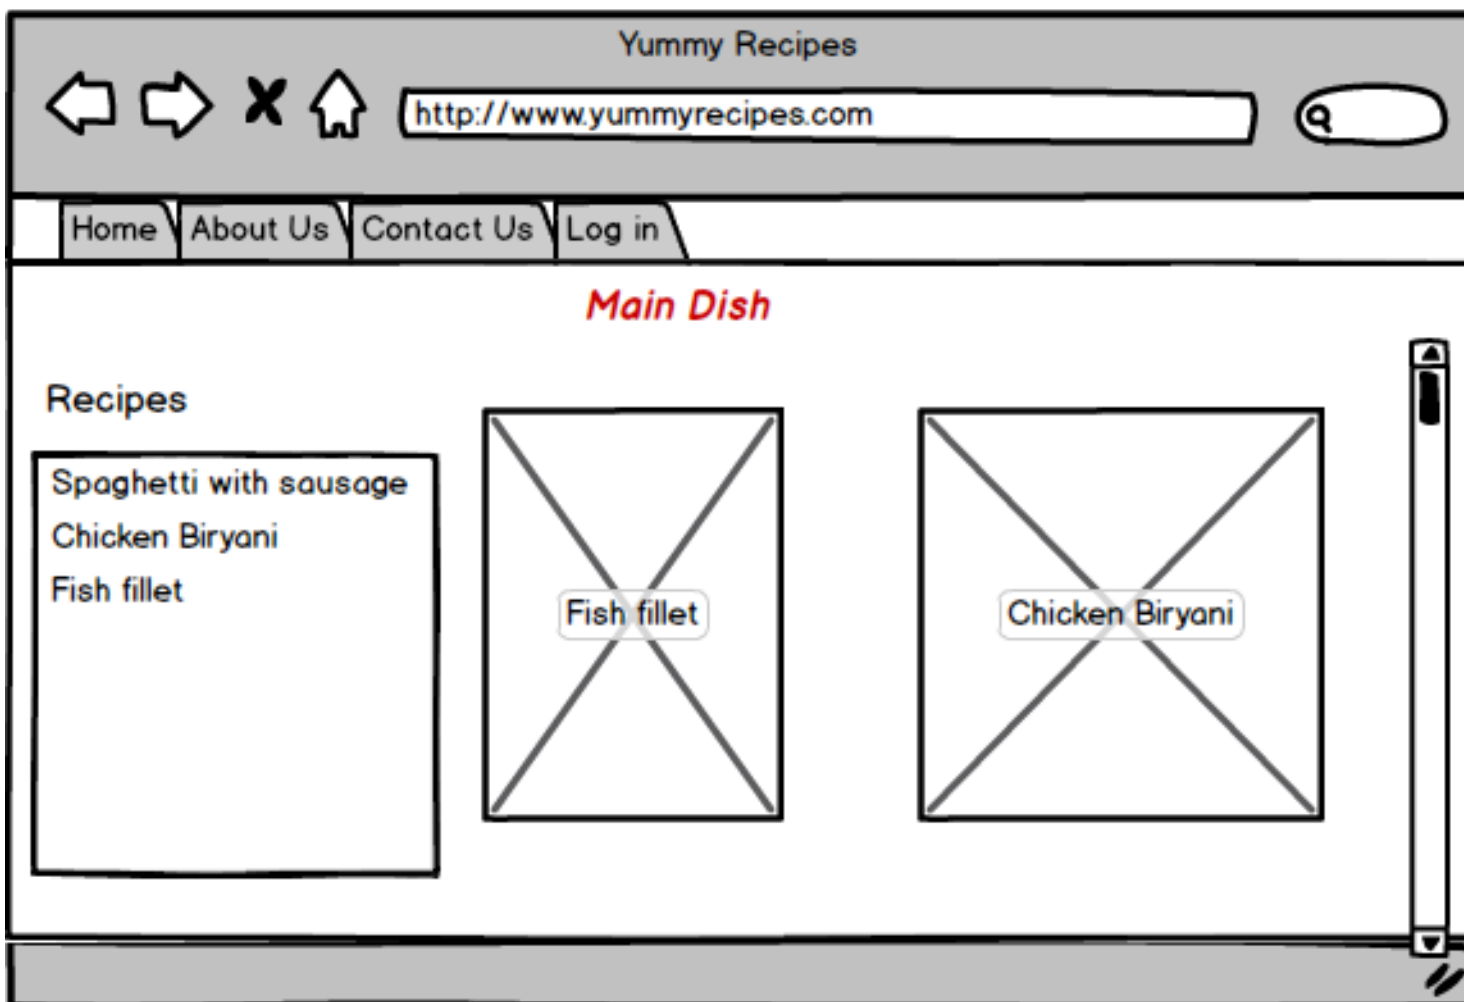 Yummy Recipes
http://www.yummyrecipes.com
Home About Us Contact Us Log in
Main Dish
Recipes
Spaghetti with sausage
Chicken Biryani
Fish fillet
Fish fillet
Chicken Biryani